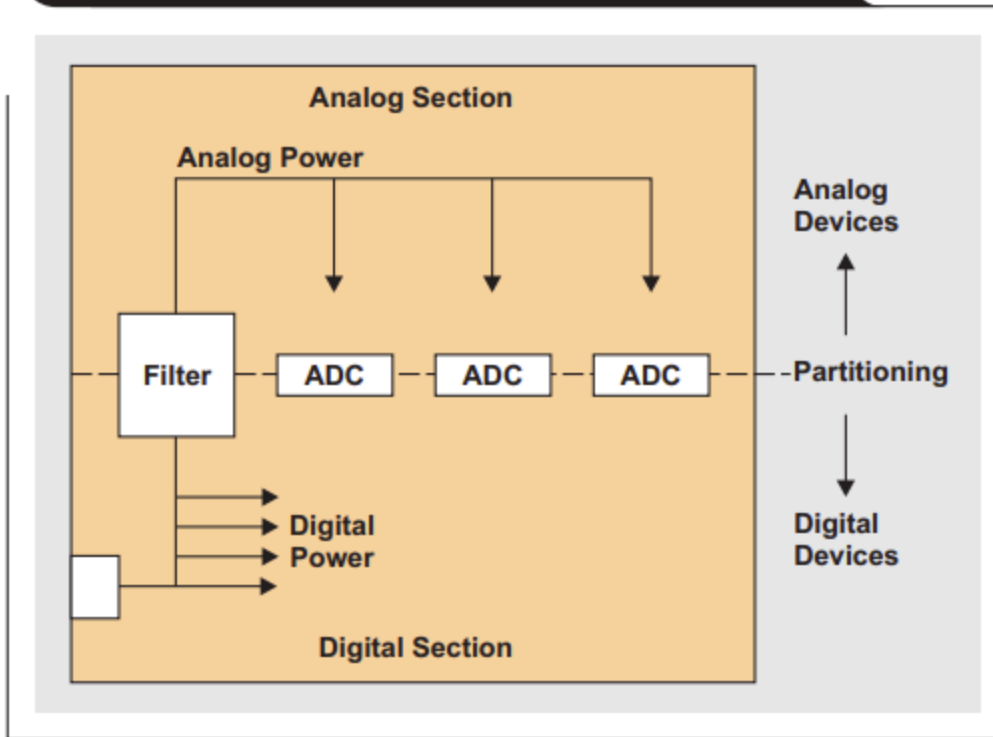 Analog Section
Analog Power
Analog
Devices
Filter
ADC
ADC
ADC
Partitioning
Digital
Power
Digital
Devices
Digital Section